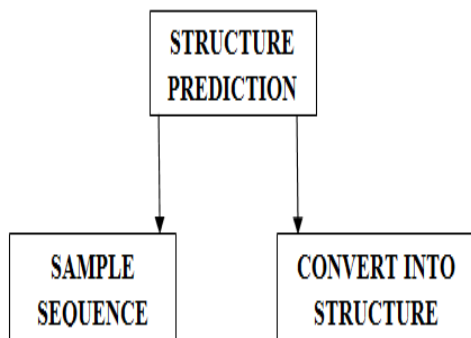 STRUCTURE
PREDICTION
SAMPLE
SEQUENCE
CONVERT INTO
STRUCTURE